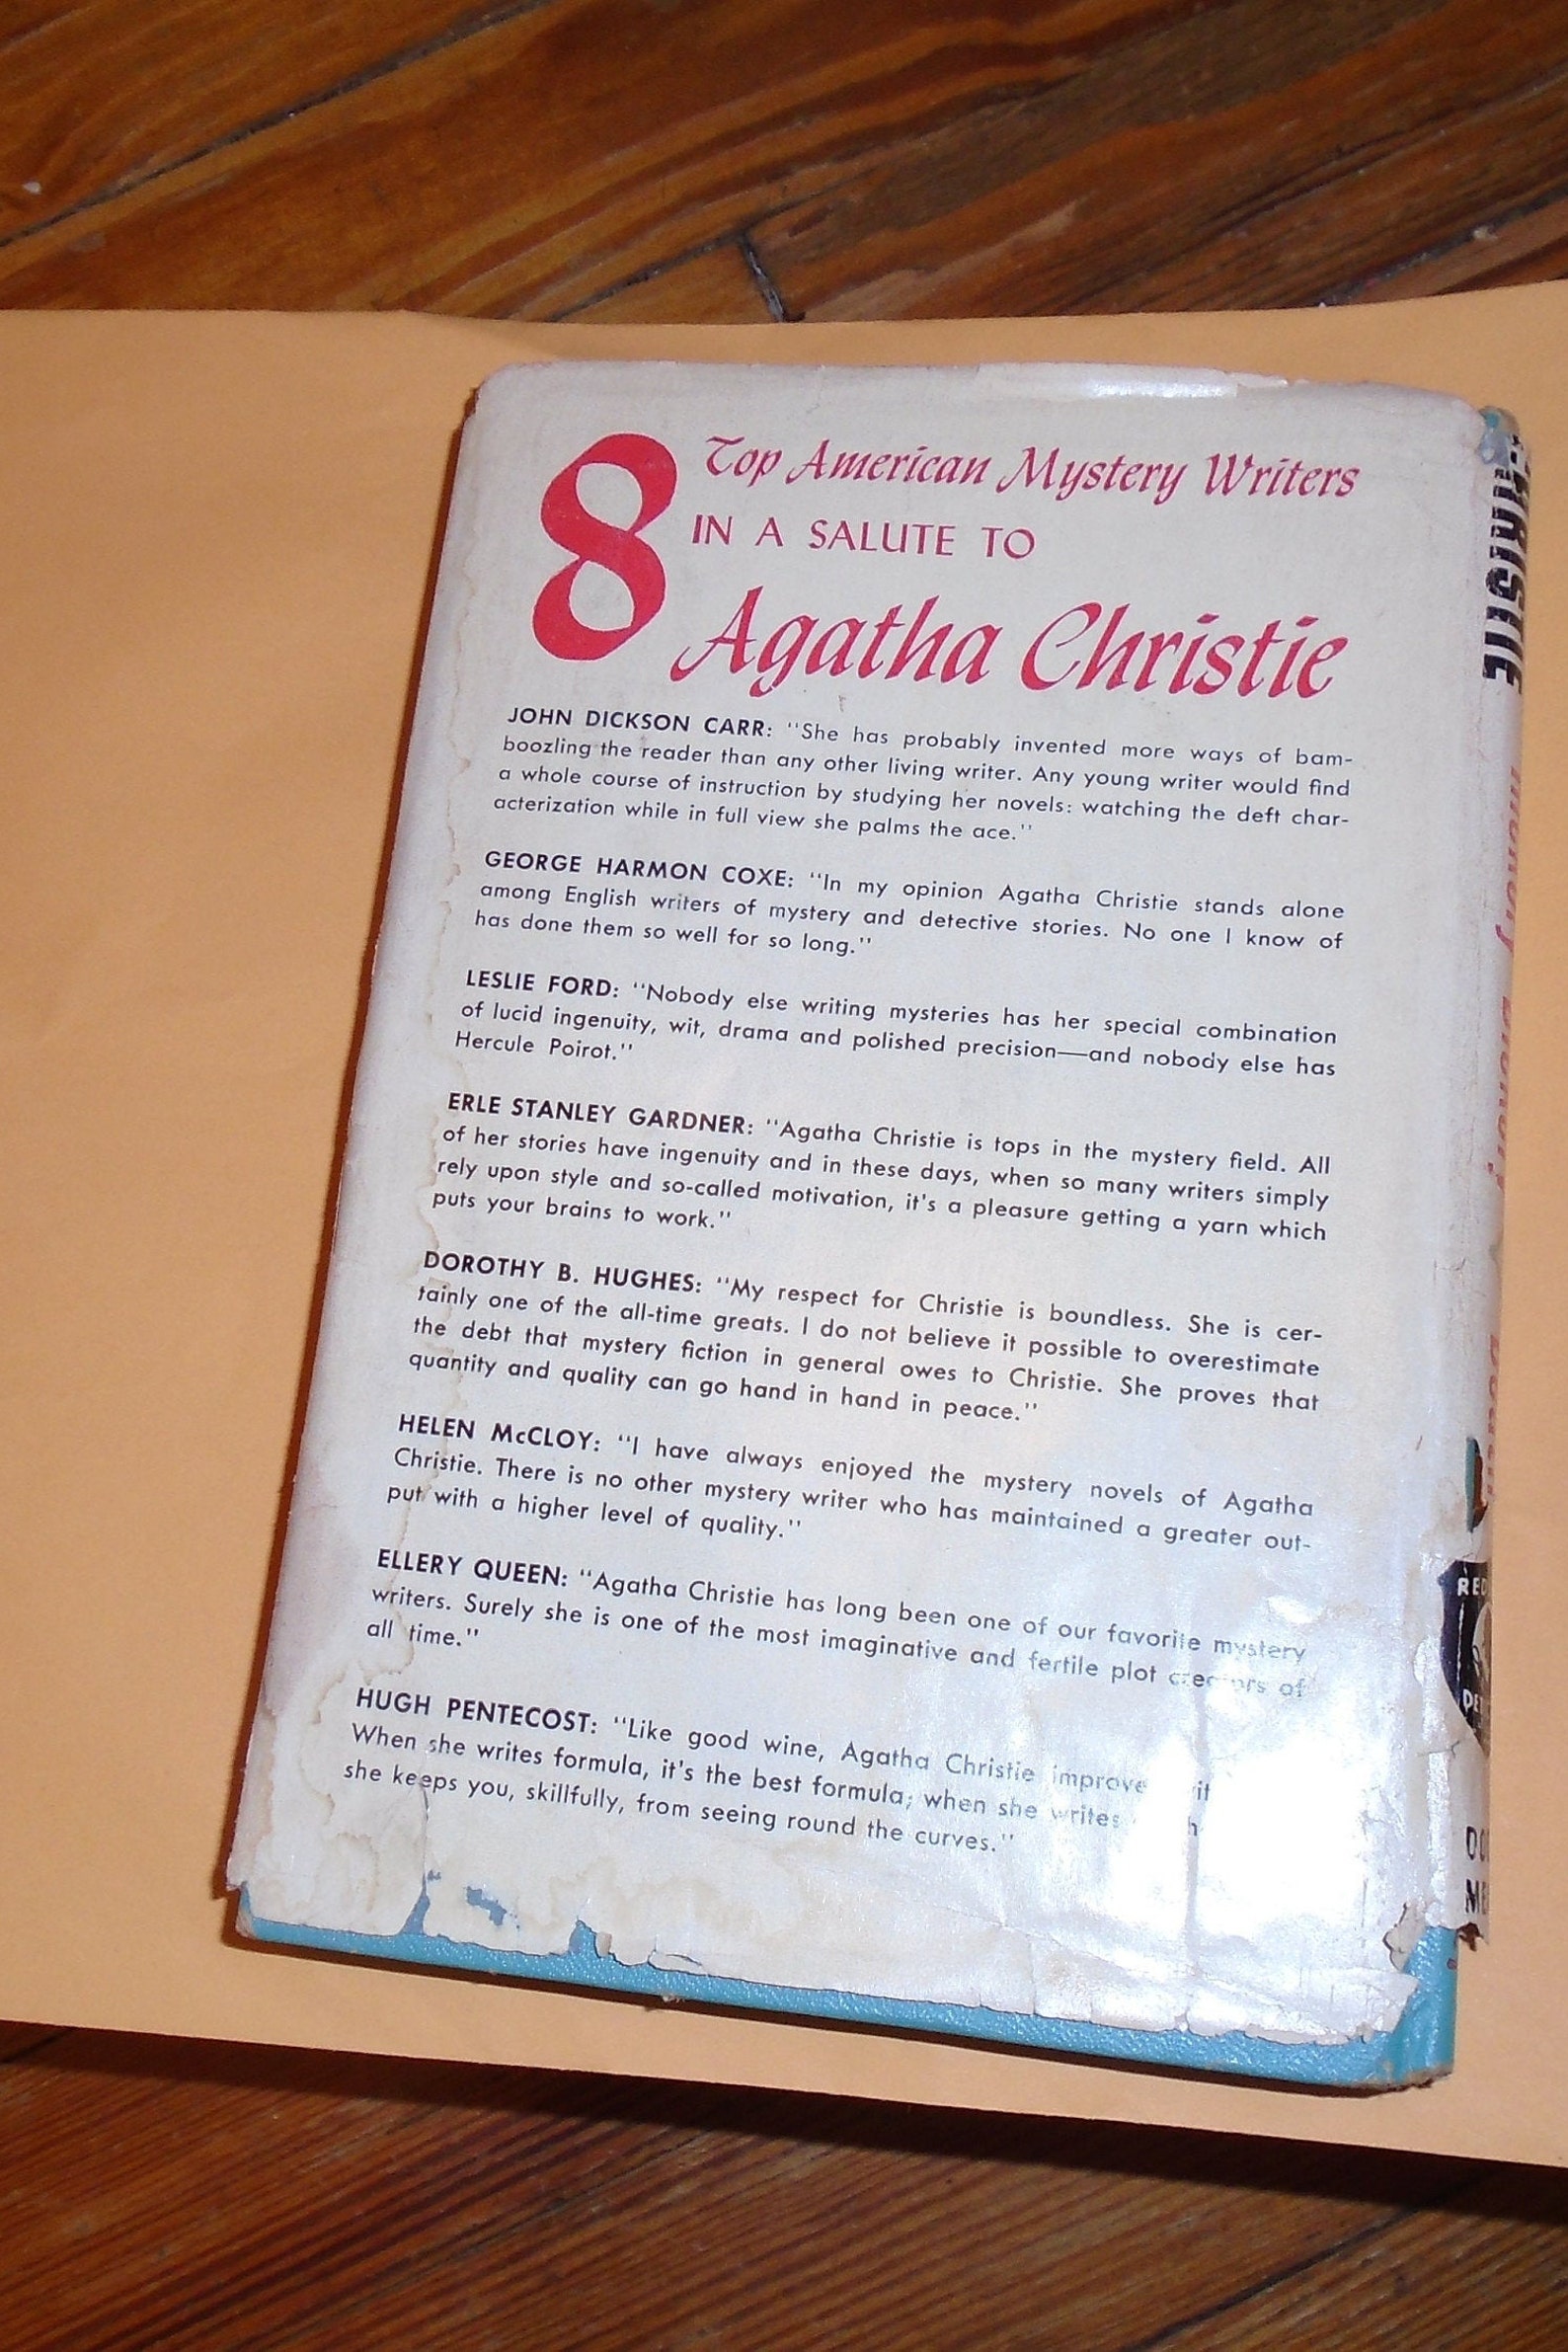 8 Top American Mystery Writers
IN A SALUTE TO
Agatha Christie
JOHN DICKSON CARR: "She has probably invented more ways of bam-
boozling the reader than any other living writer. Any young writer would find
a whole course of instruction by studying her novels: watching the deft char-
acterization while in full view she palms the ace."
GEORGE HARMON COXE: "In my opinion Agatha Christie stands alone
among English writers of mystery and detective stories. No one I know of
has done them so well for so long."
LESLIE FORD: "Nobody else writing mysteries has her special combination
of lucid ingenuity, wit, drama and polished precision—and nobody else has
Hercule Poirot."
ERLE STANLEY GARDNER: "Agatha Christie is tops in the mystery field. All
of her stories have ingenuity and in these days, when so many writers simply
rely upon style and so-called motivation, it's a pleasure getting a yarn which
puts your brains to work."
DOROTHY B. HUGHES: "My respect for Christie is boundless. She is cer-
tainly one of the all-time greats. I do not believe it possible to overestimate
the debt that mystery fiction in general owes to Christie. She proves that
quantity and quality can go hand in hand in peace."
HELEN McCLOY: "I have always enjoyed the mystery novels of Agatha
Christie. There is no other mystery writer who has maintained a greater out-
put with a higher level of quality."
ELLERY QUEEN: "Agatha Christie has long been one of our favorite mystery
writers. Surely she is one of the most imaginative and fertile plot creators of
all time."
HUGH PENTECOST: "Like good wine, Agatha Christie
When she writes formula, it's the best formula; when she writes
she keeps you, skillfully, from seeing round the curves."
CHRISTIE
RED